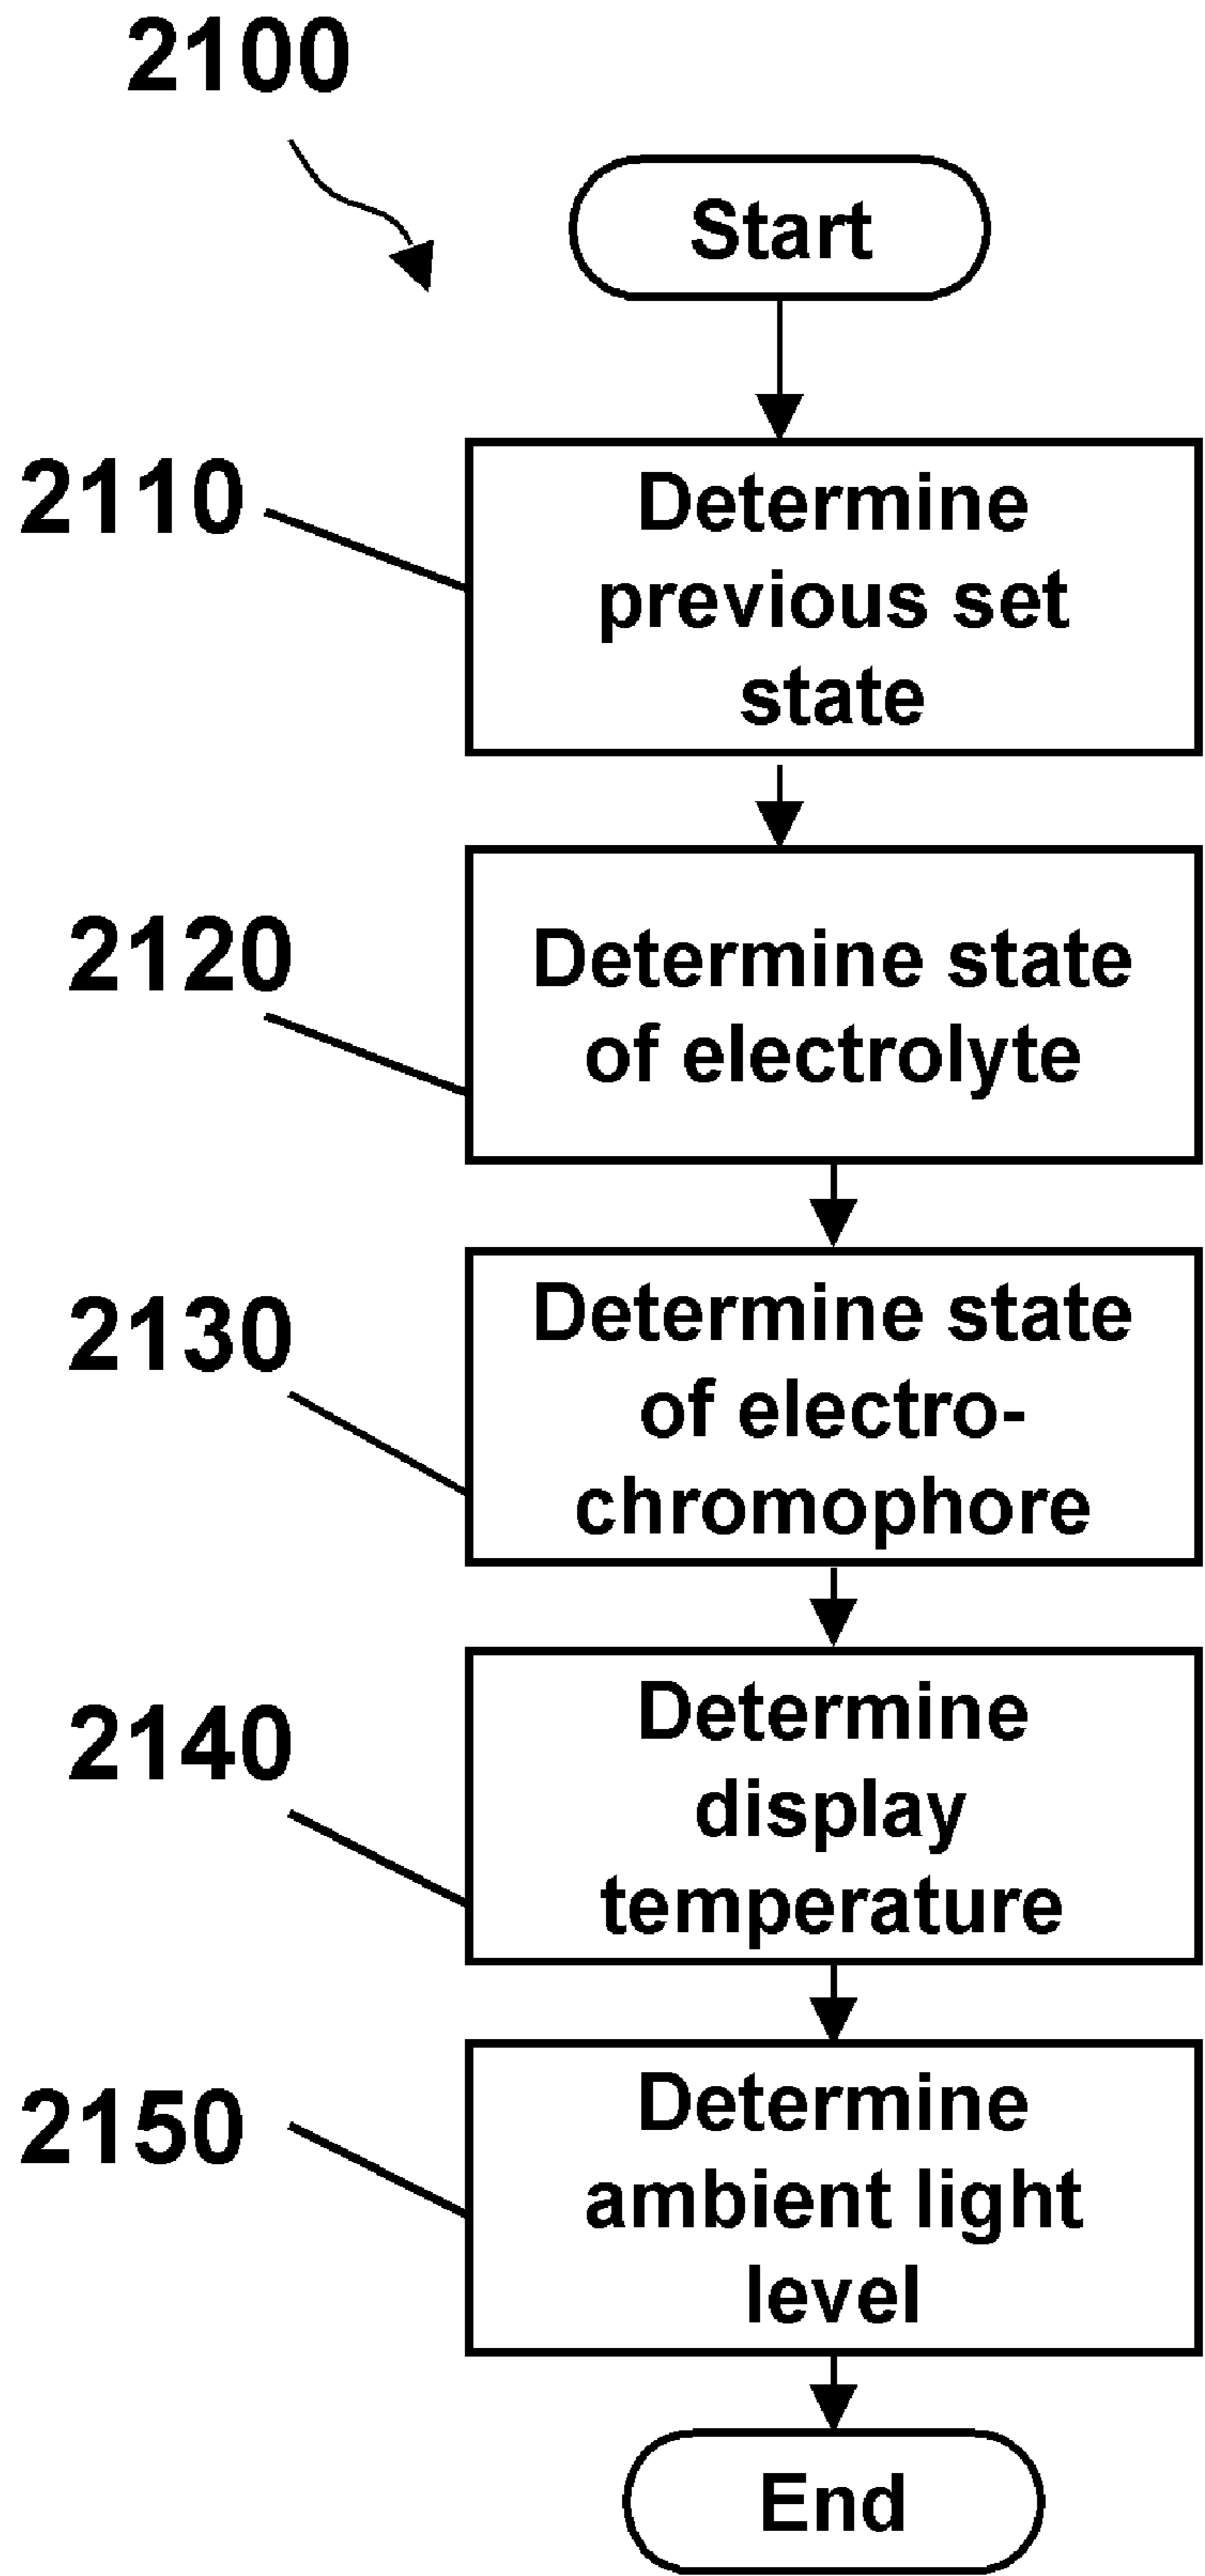 2100
Start
2110
Determine
previous set
state
2120
Determine state
of electrolyte
2130
Determine state
of electro-
chromophore
2140
Determine
display
temperature
2150
Determine
ambient light
level
End